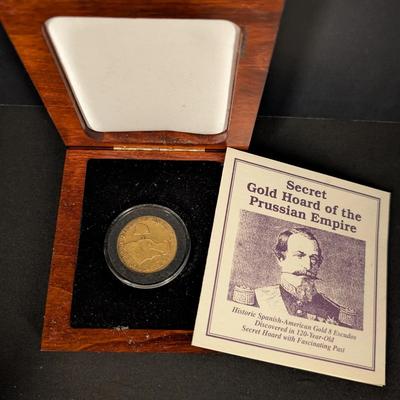 Secret
Gold Hoard of the
Prussian Empire
Historic Spanish-American Gold 8 Escudos
Discovered in 120-Year-Old
Secret Hoard with Fascinating Past